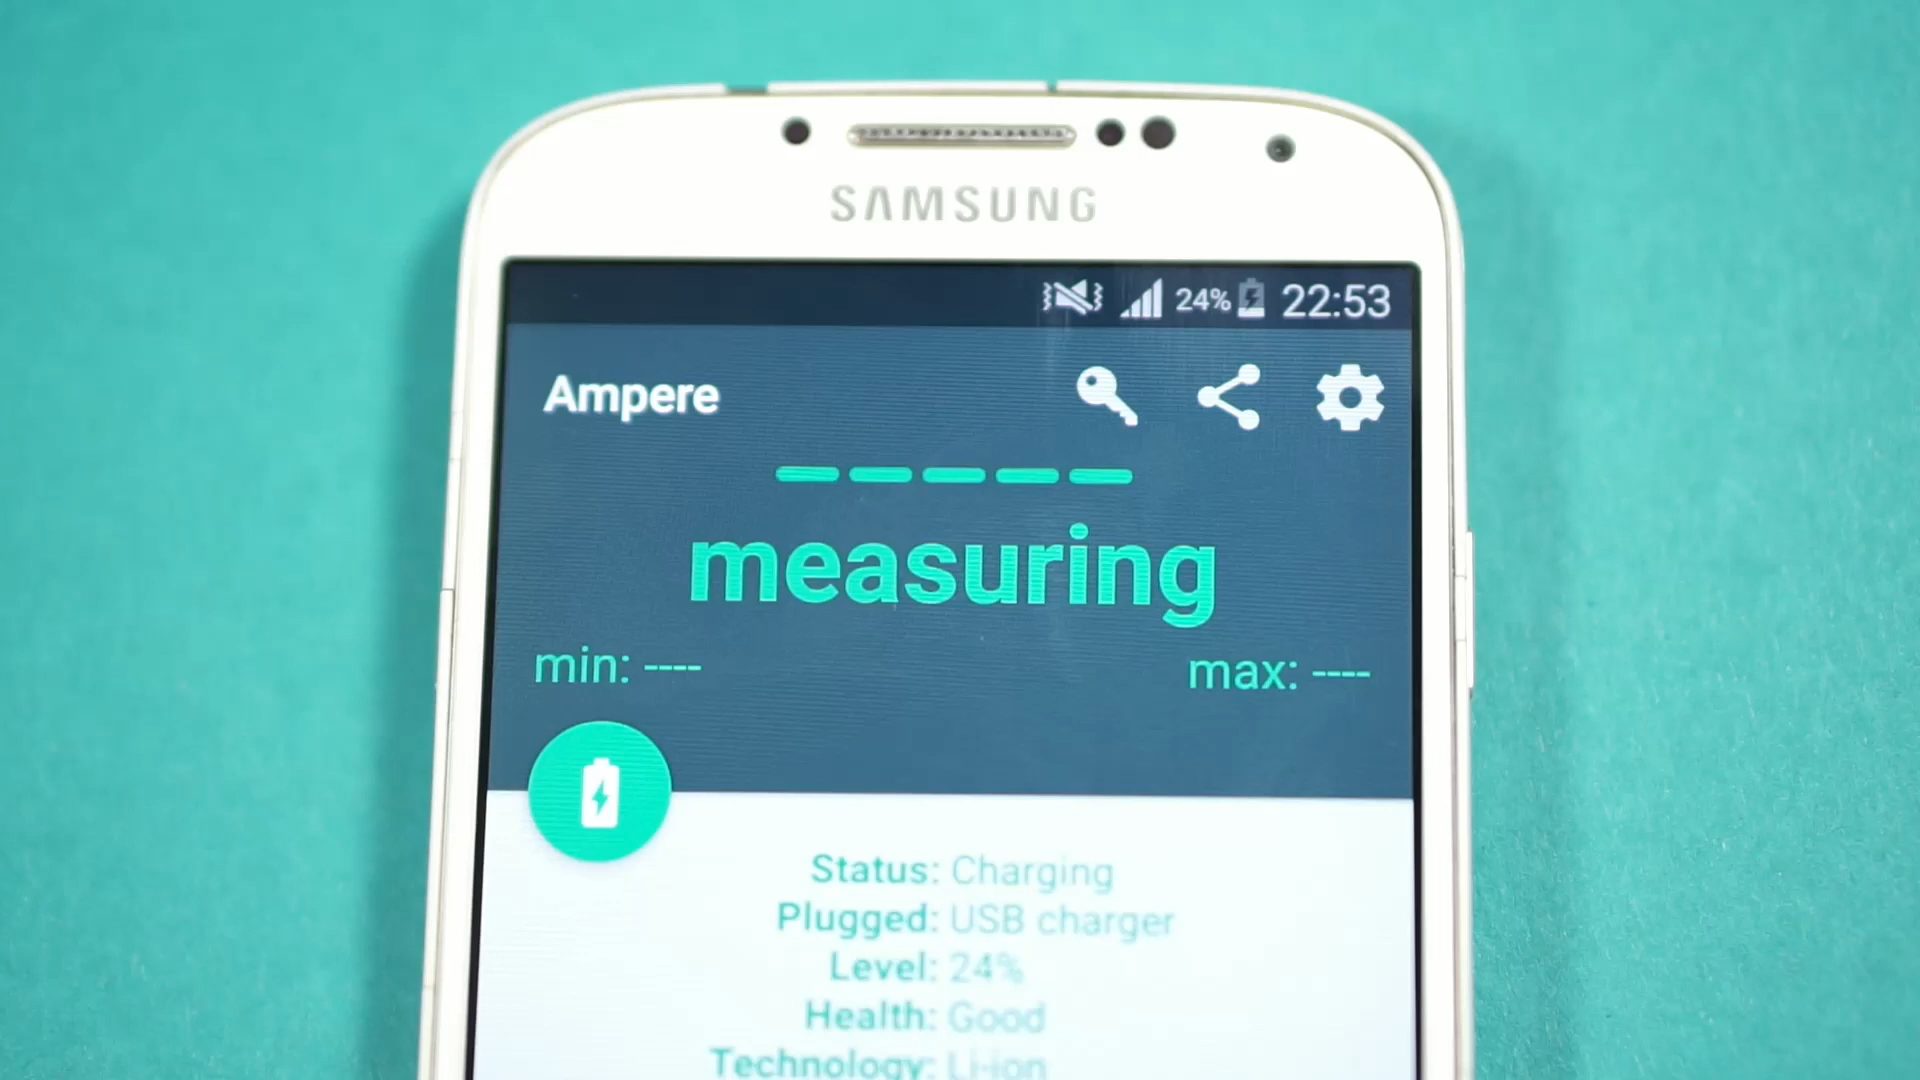 SAMSUNG
24% 22:53
Ampere
-----
measuring
min: ----
max: ----
Status: Charging
Plugged: USB charger
Level: 24%
Health: Good
Technology: Li-ion